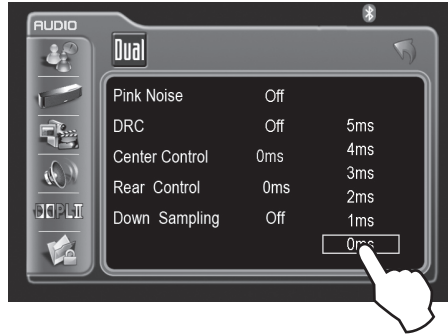 AUDIO
Dual
Pink Noise Off
DRC Off 5ms
4ms
Center Control 0ms
3ms
Rear Control 0ms
2ms
Down Sampling Off 1ms
0ms